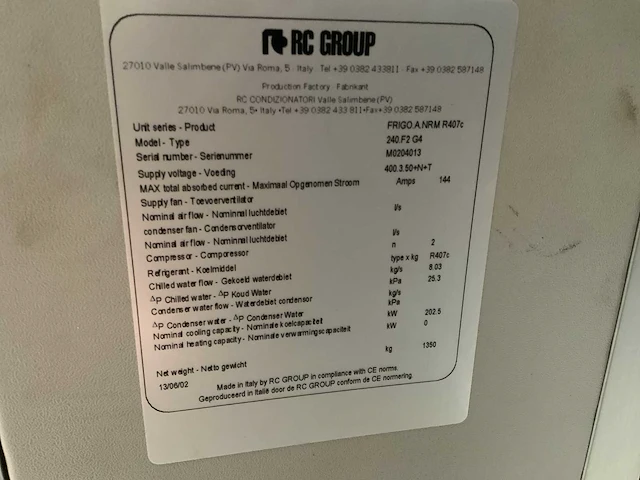 RC GROUP
27010 Valle Salimbene (PV) Via Roma, 5 · Italy · Tel +39 0382 433811 · Fax +39 0382 587148
Production Factory · Fabrikant
RC CONDIZIONATORI Valle Salimbene (PV)
27010 Via Roma, 5• Italy •Tel +39 0382 433 811•Fax+39 0382 587148
Unit series - Product FRIGO.A.NRM R407c
Model - Type 240.F2 G4
Serial number - Serienummer M0204013
Supply voltage - Voeding 400.3.50+N+T
MAX total absorbed current - Maximaal Opgenomen Stroom Amps 144
Supply fan - Toevoerventilator
Nominal air flow - Nominnal luchtdebiet l/s
condenser fan - Condensorventilator
Nominal air flow - Nominnal luchtdebiet l/s
Compressor - Compressor n 2
Refrigerant - Koelmiddel type x kg R407c
Chilled water flow - Gekoeld waterdebiet kg/s 8.03
ΔP Chilled water - ΔP Koud Water kPa 25.3
Condenser water flow - Waterdebiet condensor kg/s
ΔP Condenser water - ΔP Condenser Water kPa
Nominal cooling capacity - Nominale koelcapaciteit kW 202.5
Nominal heating capacity - Nominale verwarmingscapaciteit kW 0
Net weight - Netto gewicht kg 1350
13/06/02 Made in Italy by RC GROUP in compliance with CE norms.
Geproduceerd in Italië door de RC GROUP conform de CE normering.